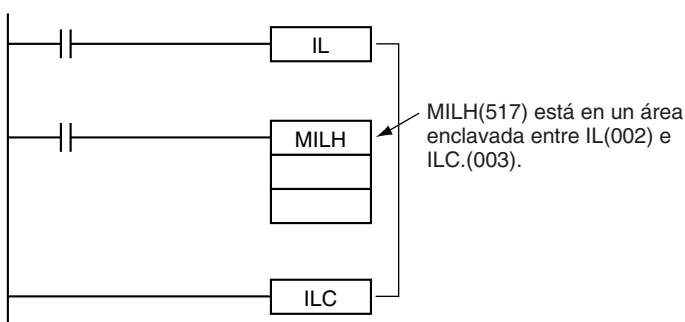 IL
MILH
MILH(517) está en un área
enclavada entre IL(002) e
ILC.(003).
ILC